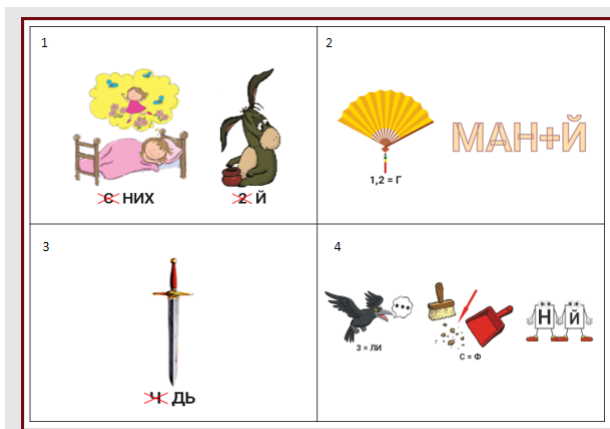 1
С НИХ
2 Й
2
1,2 = Г
МАН+Й
3
Ч ДЬ
4
3 = ЛИ
С = Ф
Н Й